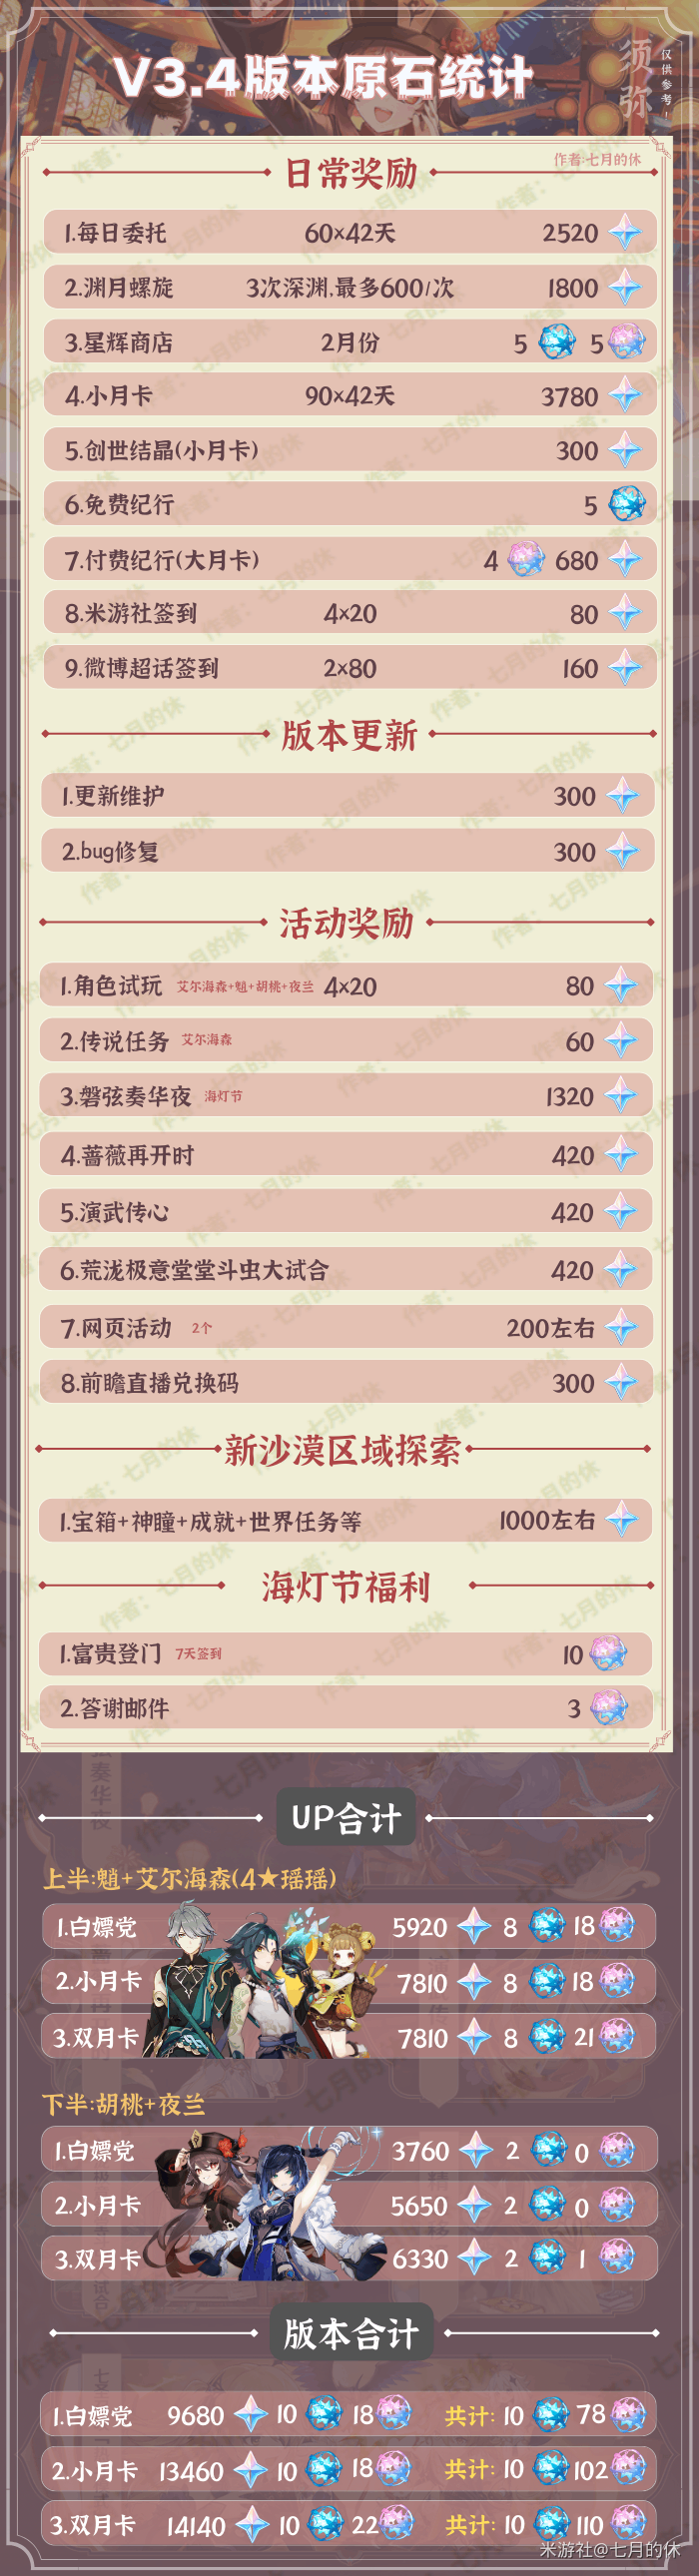 V3.4版本原石统计
须弥
仅供参考!
作者:七月的休
日常奖励
1.每日委托 60×42天 2520
2.渊月螺旋 3次深渊,最多600/次 1800
3.星辉商店 2月份 5 5
4.小月卡 90×42天 3780
5.创世结晶(小月卡) 300
6.免费纪行 5
7.付费纪行(大月卡) 4 680
8.米游社签到 4×20 80
9.微博超话签到 2×80 160
版本更新
1.更新维护 300
2.bug修复 300
活动奖励
1.角色试玩 艾尔海森+魈+胡桃+夜兰 4×20 80
2.传说任务 艾尔海森 60
3.磬弦奏华夜 海灯节 1320
4.蔷薇再开时 420
5.演武传心 420
6.荒泷极意堂堂斗虫大试合 420
7.网页活动 2个 200左右
8.前瞻直播兑换码 300
新沙漠区域探索
1.宝箱+神瞳+成就+世界任务等 1000左右
海灯节福利
1.富贵登门 7天签到 10
2.答谢邮件 3
UP合计
上半:魈+艾尔海森(4★瑶瑶)
1.白嫖党 5920 8 18
2.小月卡 7810 8 18
3.双月卡 7810 8 21
下半:胡桃+夜兰
1.白嫖党 3760 2 0
2.小月卡 5650 2 0
3.双月卡 6330 2 1
版本合计
1.白嫖党 9680 10 18 共计: 10 78
2.小月卡 13460 10 18 共计: 10 102
3.双月卡 14140 10 22 共计: 10 110
米游社@七月的休